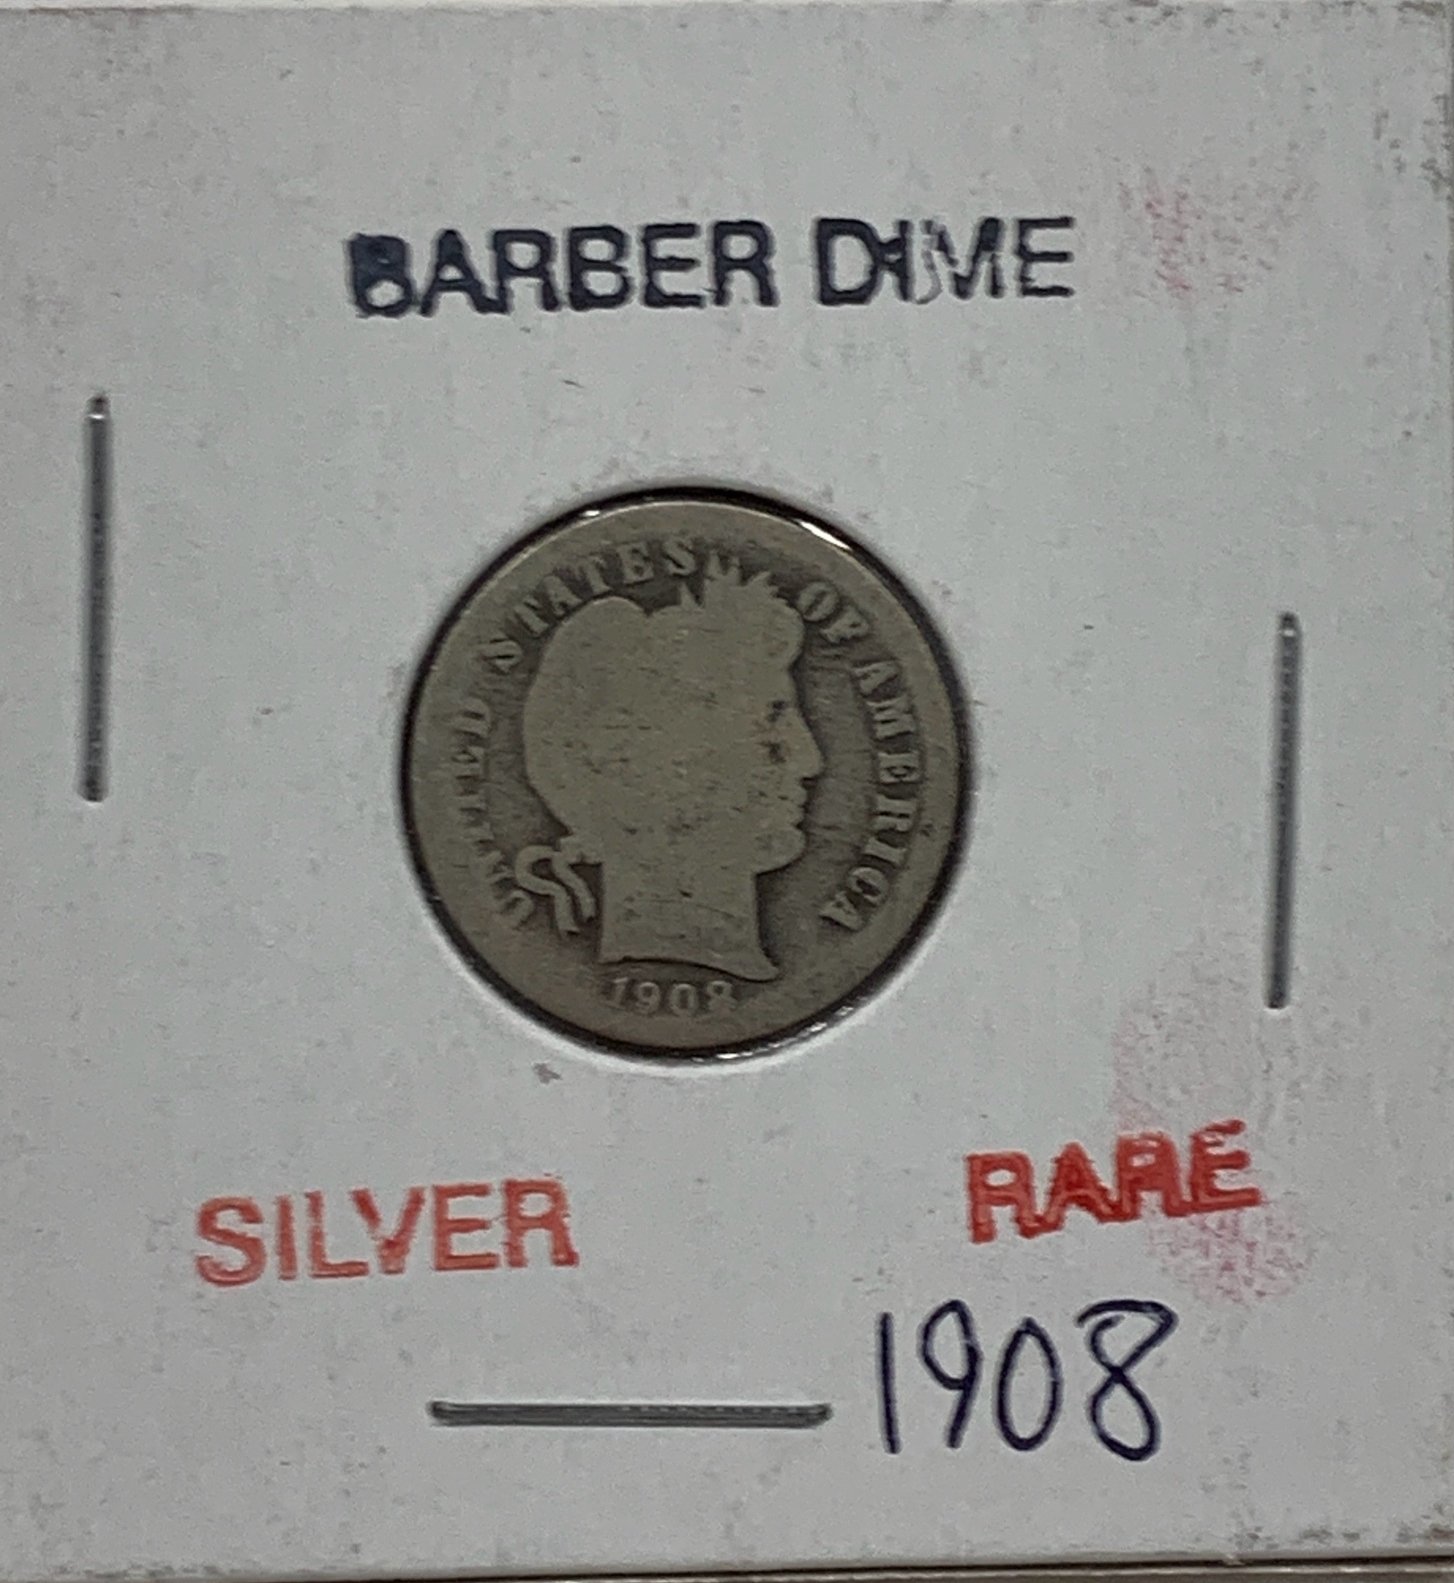 BARBER DIME
UNITED STATES OF AMERICA
1908
SILVER
RARE
1908